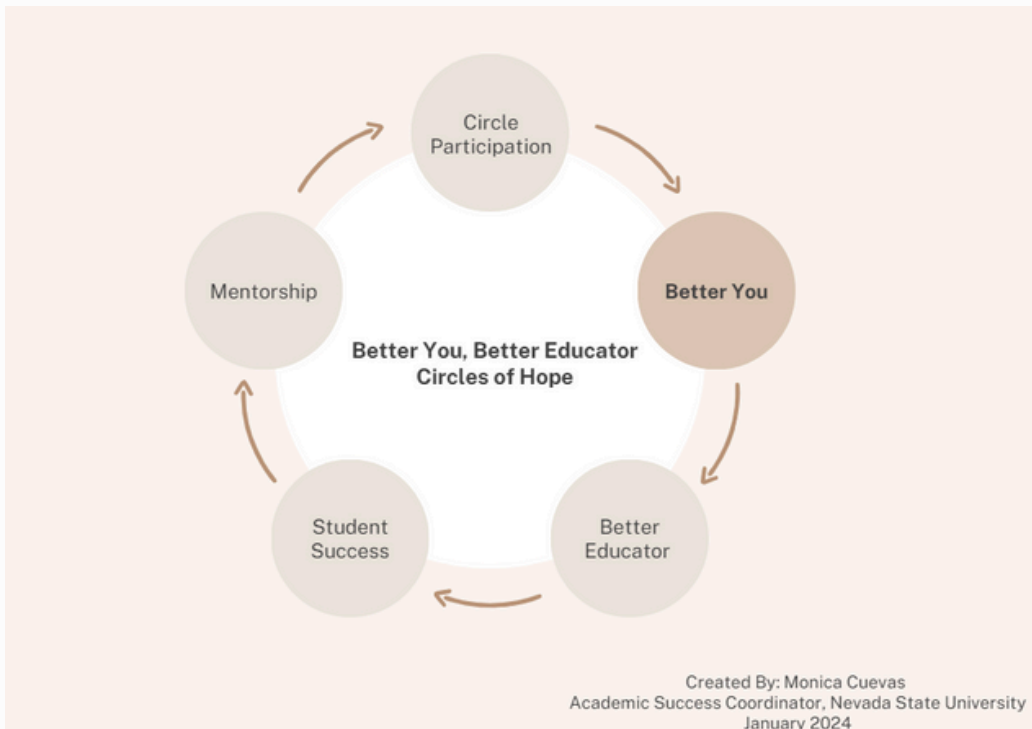 Circle
Participation
Better You
Better
Educator
Student
Success
Mentorship
Better You, Better Educator
Circles of Hope
Created By: Monica Cuevas
Academic Success Coordinator, Nevada State University
January 2024